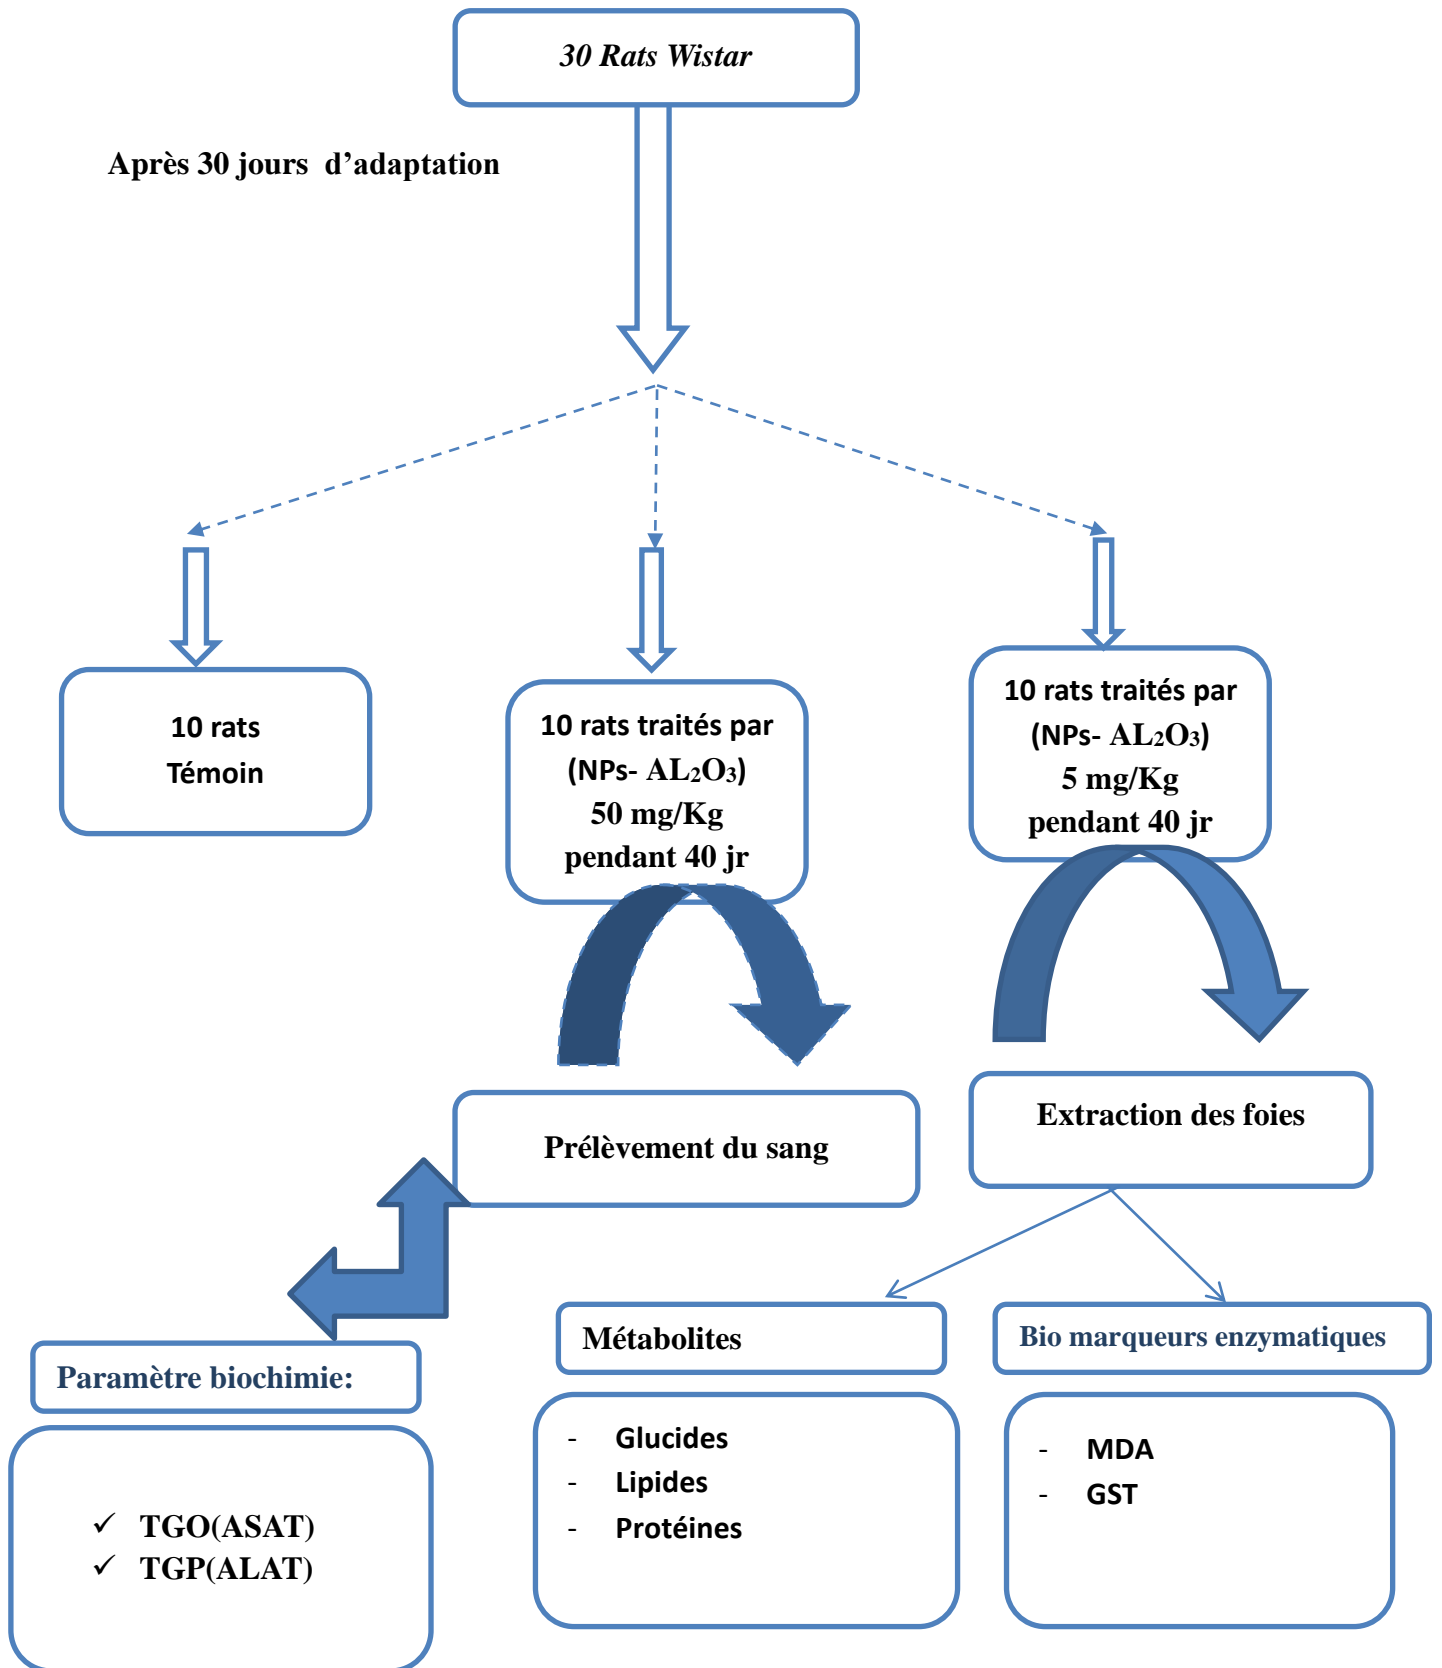 30 Rats Wistar
Après 30 jours d’adaptation
10 rats
Témoin
10 rats traités par
(NPs- AL₂O₃)
50 mg/Kg
pendant 40 jr
10 rats traités par
(NPs- AL₂O₃)
5 mg/Kg
pendant 40 jr
Prélèvement du sang
Extraction des foies
Paramètre biochimie:
✓ TGO(ASAT)
✓ TGP(ALAT)
Métabolites
- Glucides
- Lipides
- Protéines
Bio marqueurs enzymatiques
- MDA
- GST